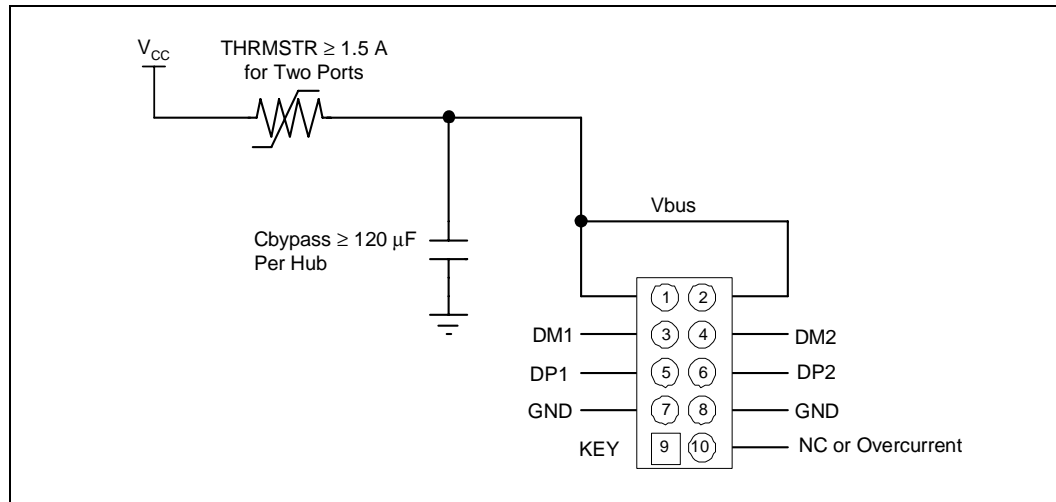 VCC
THRMSTR ≥ 1.5 A
for Two Ports
Vbus
Cbypass ≥ 120 μF
Per Hub
1 2
DM1 3 4 DM2
DP1 5 6 DP2
GND 7 8 GND
KEY 9 10 NC or Overcurrent